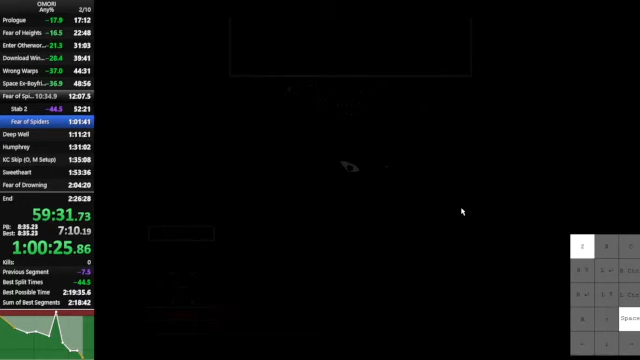 OMORI
Any% 2/10
Prologue -17.9 17:12
Fear of Heights -16.5 22:48
Enter Otherwor... -21.3 31:03
Download Win... -28.4 39:41
Wrong Warps -37.0 44:31
Space Ex-Boyfri... -36.9 48:56
Fear of Spi... 10:34.9 12:07.5
Stab 2 -44.5 52:21
Fear of Spiders 1:01:41
Deep Well 1:11:21
Humphrey 1:31:02
KC Skip (O, M Setup) 1:35:08
Sweetheart 1:53:36
Fear of Drowning 2:04:20
End 2:26:28
59:31.73
PB: 8:35.23
Best: 8:35.23
7:10.19
1:00:25.86
Kills: 0
Previous Segment -7.5
Best Split Times -44.5
Best Possible Time 2:19:35.6
Sum of Best Segments 2:18:42
Z X C
Space